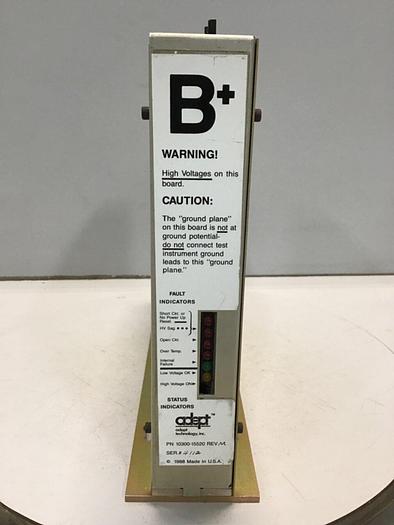 B+
WARNING!
High Voltages on this
board.
CAUTION:
The "ground plane"
on this board is not at
ground potential-
do not connect test
instrument ground
leads to this "ground
plane."
FAULT
INDICATORS
Short Ckt. or
No Power Up
Reset
HV Sag
Open Ckt.
Over Temp.
Internal
Failure
Low Voltage OK
High Voltage ON
STATUS
INDICATORS
adept
adept
technology, inc.
PN 10300-15520 REV.
SER.#
© 1988 Made in U.S.A.